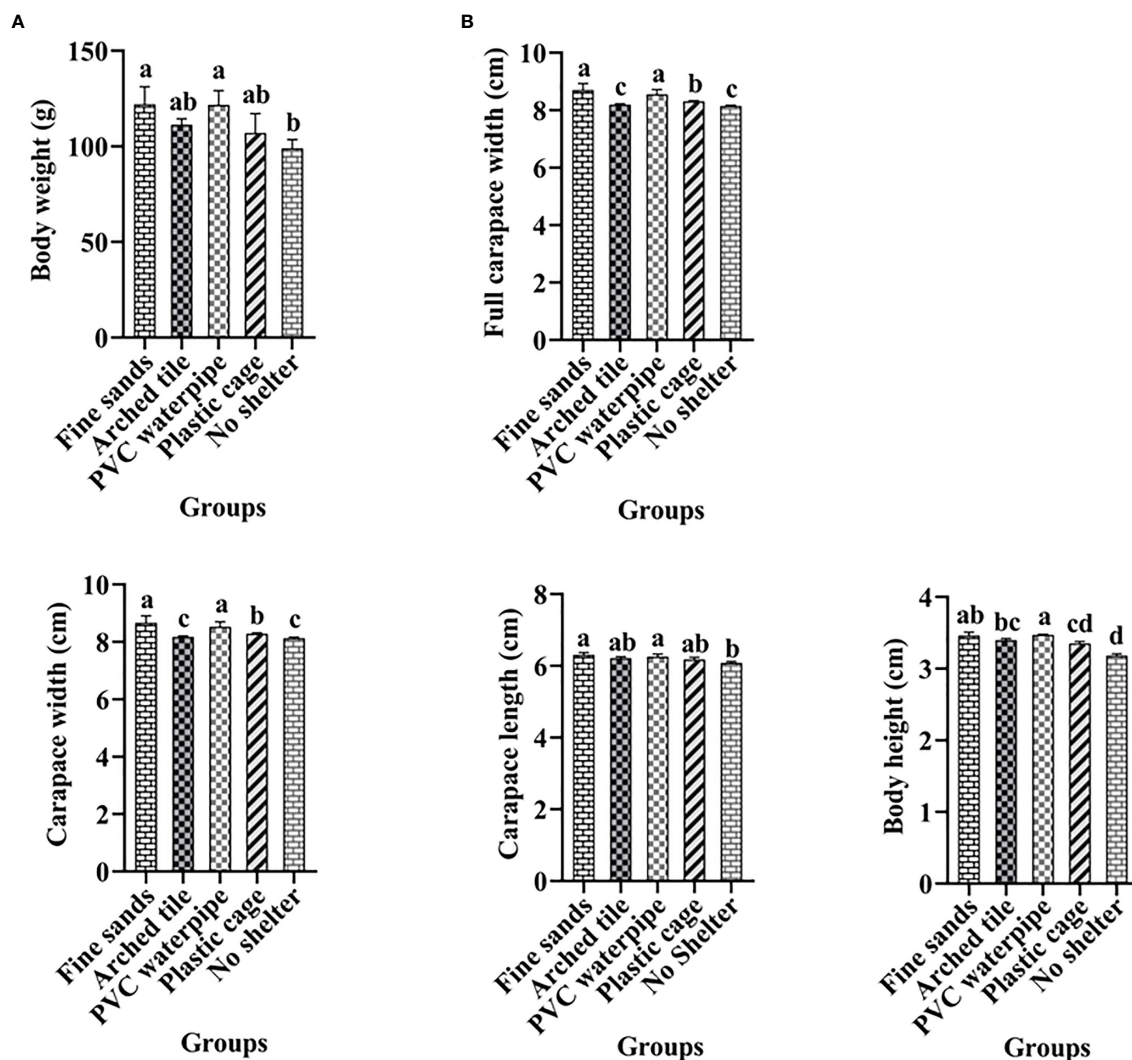 A
Body weight (g)
150
100
50
0
a
ab
a
ab
b
Fine sands
Arched tile
PVC waterpipe
Plastic cage
No shelter
Groups
B
Full carapace width (cm)
10
8
6
4
2
0
a
c
a
b
c
Fine sands
Arched tile
PVC waterpipe
Plastic cage
No shelter
Groups
Carapace width (cm)
10
8
6
4
2
0
a
c
a
b
c
Fine sands
Arched tile
PVC waterpipe
Plastic cage
No shelter
Groups
Carapace length (cm)
8
6
4
2
0
a
ab
a
ab
b
Fine sands
Arched tile
PVC waterpipe
Plastic cage
No Shelter
Groups
Body height (cm)
4
3
2
1
0
ab
bc
a
cd
d
Fine sands
Arched tile
PVC waterpipe
Plastic cage
No shelter
Groups